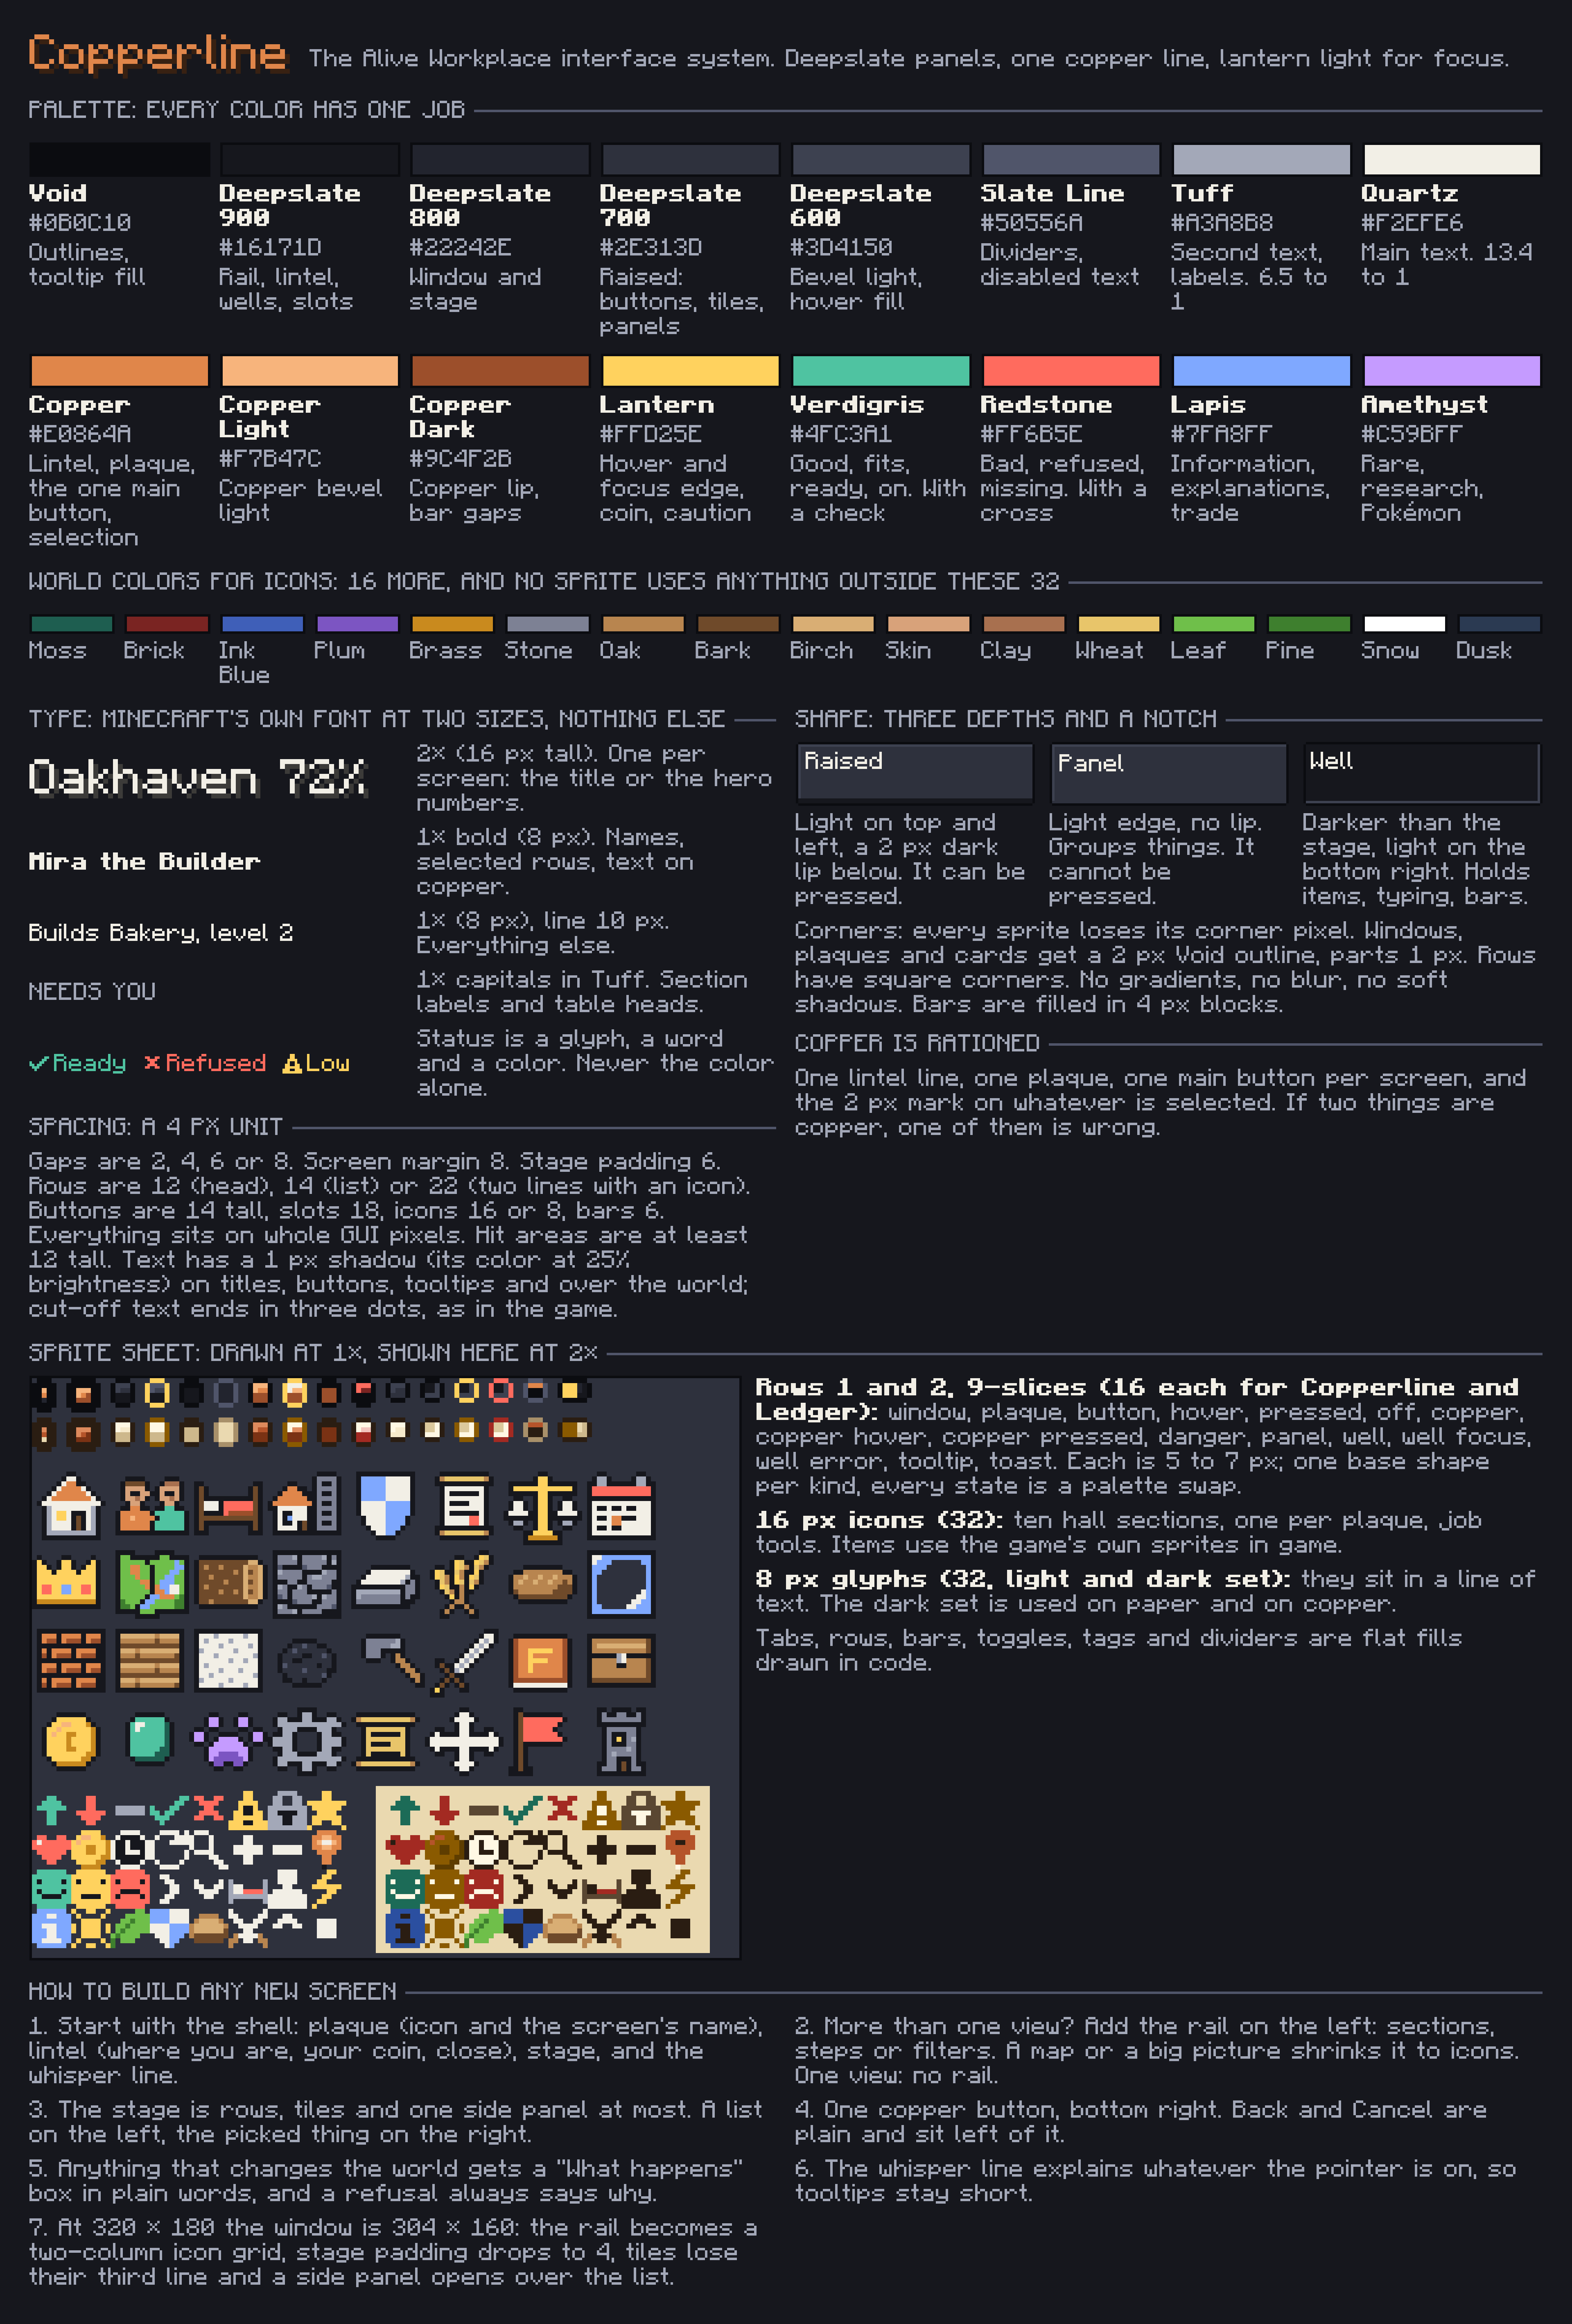 Copperline The Alive Workplace interface system. Deepslate panels, one copper line, lantern light for focus.
PALETTE: EVERY COLOR HAS ONE JOB
Void
#0B0C10
Outlines,
tooltip fill
Deepslate
900
#16171D
Rail, lintel,
wells, slots
Deepslate
800
#22242E
Window and
stage
Deepslate
700
#2E313D
Raised:
buttons, tiles,
panels
Deepslate
600
#3D4150
Bevel light,
hover fill
Slate Line
#50556A
Dividers,
disabled text
Tuff
#A3A8B8
Second text,
labels. 6.5 to
1
Quartz
#F2EFE6
Main text. 13.4
to 1
Copper
#E0864A
Lintel, plaque,
the one main
button,
selection
Copper
Light
#F7B47C
Copper bevel
light
Copper
Dark
#9C4F2B
Copper lip,
bar gaps
Lantern
#FFD25E
Hover and
focus edge,
coin, caution
Verdigris
#4FC3A1
Good, fits,
ready, on. With
a check
Redstone
#FF6B5E
Bad, refused,
missing. With a
cross
Lapis
#7FA8FF
Information,
explanations,
trade
Amethyst
#C59BFF
Rare,
research,
Pokémon
WORLD COLORS FOR ICONS: 16 MORE, AND NO SPRITE USES ANYTHING OUTSIDE THESE 32
Moss
Brick
Ink
Blue
Plum
Brass
Stone
Oak
Bark
Birch
Skin
Clay
Wheat
Leaf
Pine
Snow
Dusk
TYPE: MINECRAFT'S OWN FONT AT TWO SIZES, NOTHING ELSE
Oakhaven 72%
2× (16 px tall). One per
screen: the title or the hero
numbers.
Mira the Builder
1× bold (8 px). Names,
selected rows, text on
copper.
Builds Bakery, level 2
1× (8 px), line 10 px.
Everything else.
NEEDS YOU
1× capitals in Tuff. Section
labels and table heads.
Ready Refused Low
Status is a glyph, a word
and a color. Never the color
alone.
SPACING: A 4 PX UNIT
Gaps are 2, 4, 6 or 8. Screen margin 8. Stage padding 6.
Rows are 12 (head), 14 (list) or 22 (two lines with an icon).
Buttons are 14 tall, slots 18, icons 16 or 8, bars 6.
Everything sits on whole GUI pixels. Hit areas are at least
12 tall. Text has a 1 px shadow (its color at 25%
brightness) on titles, buttons, tooltips and over the world;
cut-off text ends in three dots, as in the game.
SHAPE: THREE DEPTHS AND A NOTCH
Raised
Light on top and
left, a 2 px dark
lip below. It can be
pressed.
Panel
Light edge, no lip.
Groups things. It
cannot be
pressed.
Well
Darker than the
stage, light on the
bottom right. Holds
items, typing, bars.
Corners: every sprite loses its corner pixel. Windows,
plaques and cards get a 2 px Void outline, parts 1 px. Rows
have square corners. No gradients, no blur, no soft
shadows. Bars are filled in 4 px blocks.
COPPER IS RATIONED
One lintel line, one plaque, one main button per screen, and
the 2 px mark on whatever is selected. If two things are
copper, one of them is wrong.
SPRITE SHEET: DRAWN AT 1×, SHOWN HERE AT 2×
Rows 1 and 2, 9-slices (16 each for Copperline and
Ledger): window, plaque, button, hover, pressed, off, copper,
copper hover, copper pressed, danger, panel, well, well focus,
well error, tooltip, toast. Each is 5 to 7 px; one base shape
per kind, every state is a palette swap.
16 px icons (32): ten hall sections, one per plaque, job
tools. Items use the game's own sprites in game.
8 px glyphs (32, light and dark set): they sit in a line of
text. The dark set is used on paper and on copper.
Tabs, rows, bars, toggles, tags and dividers are flat fills
drawn in code.
HOW TO BUILD ANY NEW SCREEN
1. Start with the shell: plaque (icon and the screen's name),
lintel (where you are, your coin, close), stage, and the
whisper line.
2. More than one view? Add the rail on the left: sections,
steps or filters. A map or a big picture shrinks it to icons.
One view: no rail.
3. The stage is rows, tiles and one side panel at most. A list
on the left, the picked thing on the right.
4. One copper button, bottom right. Back and Cancel are
plain and sit left of it.
5. Anything that changes the world gets a "What happens"
box in plain words, and a refusal always says why.
6. The whisper line explains whatever the pointer is on, so
tooltips stay short.
7. At 320 × 180 the window is 304 × 160: the rail becomes a
two-column icon grid, stage padding drops to 4, tiles lose
their third line and a side panel opens over the list.